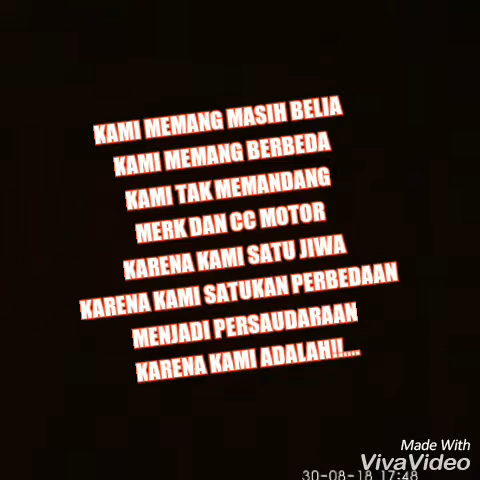 KAMI MEMANG MASIH BELIA
KAMI MEMANG BERBEDA
KAMI TAK MEMANDANG
MERK DAN CC MOTOR
KARENA KAMI SATU JIWA
KARENA KAMI SATUKAN PERBEDAAN
MENJADI PERSAUDARAAN
KARENA KAMI ADALAH!!....
Made With
VivaVideo
30-08-18 17:48